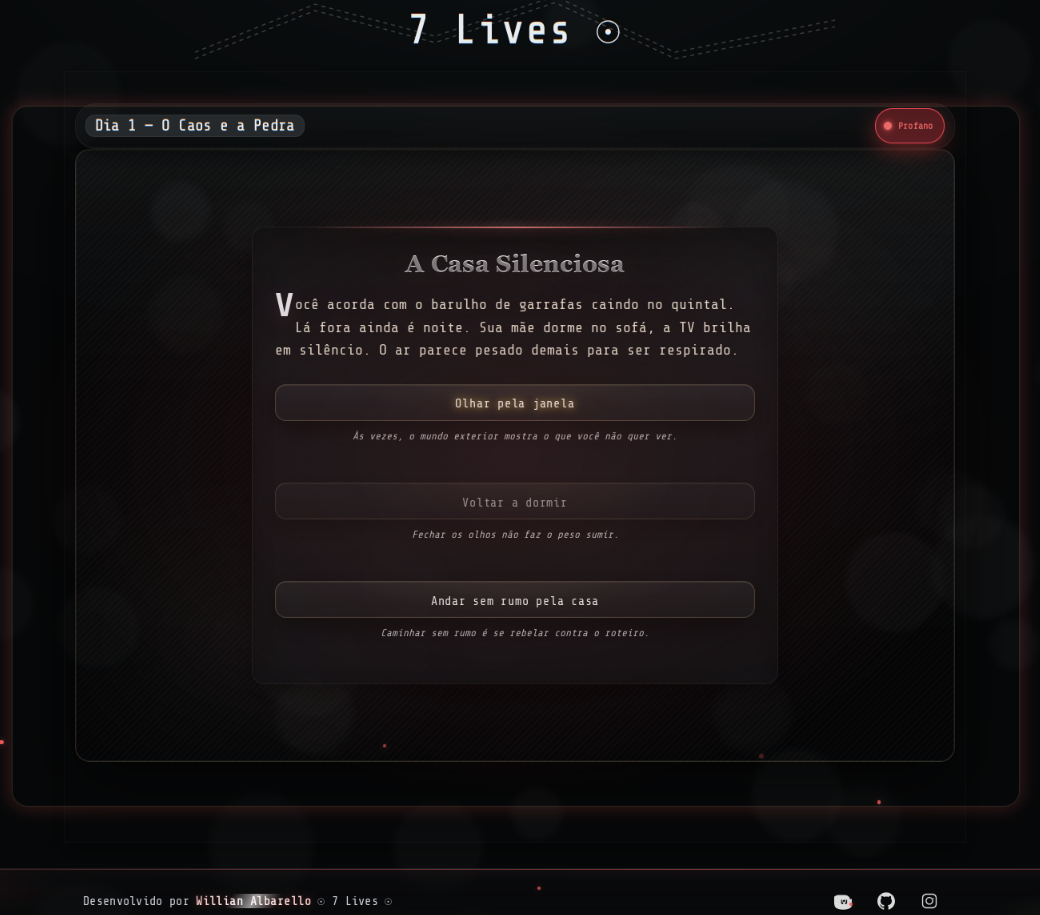 7 Lives ☉
Dia 1 – O Caos e a Pedra
Profano
A Casa Silenciosa
Você acorda com o barulho de garrafas caindo no quintal.
Lá fora ainda é noite. Sua mãe dorme no sofá, a TV brilha
em silêncio. O ar parece pesado demais para ser respirado.
Olhar pela janela
Às vezes, o mundo exterior mostra o que você não quer ver.
Voltar a dormir
Fechar os olhos não faz o peso sumir.
Andar sem rumo pela casa
Caminhar sem rumo é se rebelar contra o roteiro.
Desenvolvido por Willian Albarello ☉ 7 Lives ☉